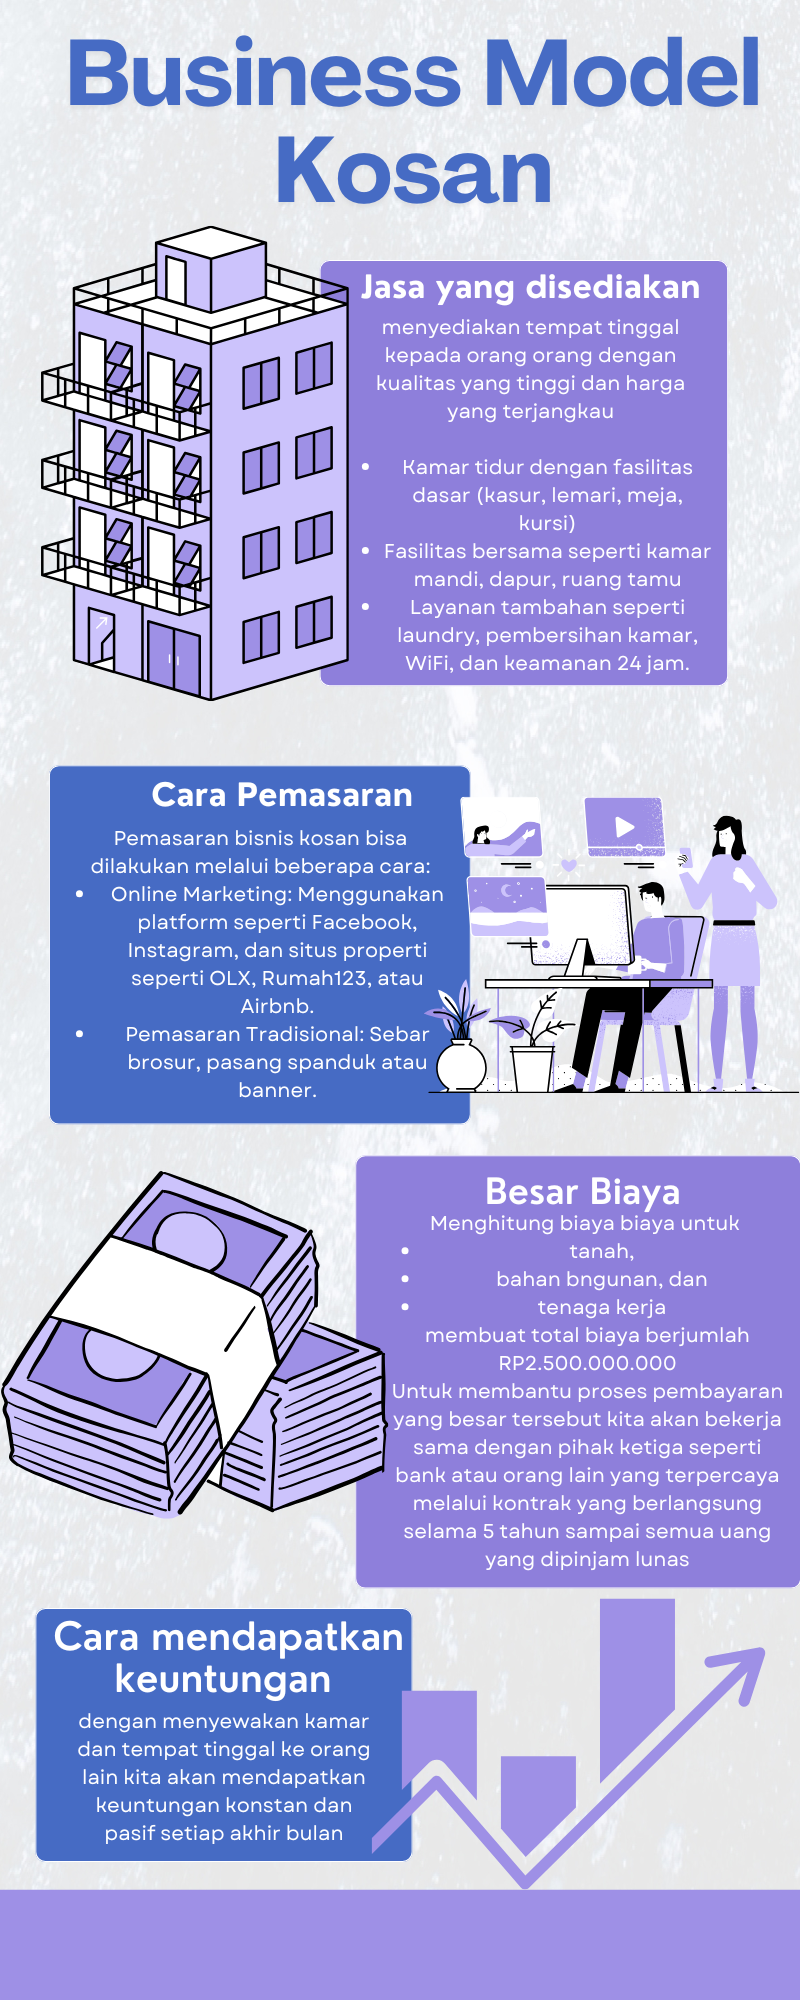 Business Model
Kosan
Jasa yang disediakan
menyediakan tempat tinggal
kepada orang orang dengan
kualitas yang tinggi dan harga
yang terjangkau
• Kamar tidur dengan fasilitas
dasar (kasur, lemari, meja,
kursi)
• Fasilitas bersama seperti kamar
mandi, dapur, ruang tamu
• Layanan tambahan seperti
laundry, pembersihan kamar,
WiFi, dan keamanan 24 jam.
Cara Pemasaran
Pemasaran bisnis kosan bisa
dilakukan melalui beberapa cara:
• Online Marketing: Menggunakan
platform seperti Facebook,
Instagram, dan situs properti
seperti OLX, Rumah123, atau
Airbnb.
• Pemasaran Tradisional: Sebar
brosur, pasang spanduk atau
banner.
Besar Biaya
Menghitung biaya biaya untuk
• tanah,
• bahan bngunan, dan
• tenaga kerja
membuat total biaya berjumlah
RP2.500.000.000
Untuk membantu proses pembayaran
yang besar tersebut kita akan bekerja
sama dengan pihak ketiga seperti
bank atau orang lain yang terpercaya
melalui kontrak yang berlangsung
selama 5 tahun sampai semua uang
yang dipinjam lunas
Cara mendapatkan
keuntungan
dengan menyewakan kamar
dan tempat tinggal ke orang
lain kita akan mendapatkan
keuntungan konstan dan
pasif setiap akhir bulan